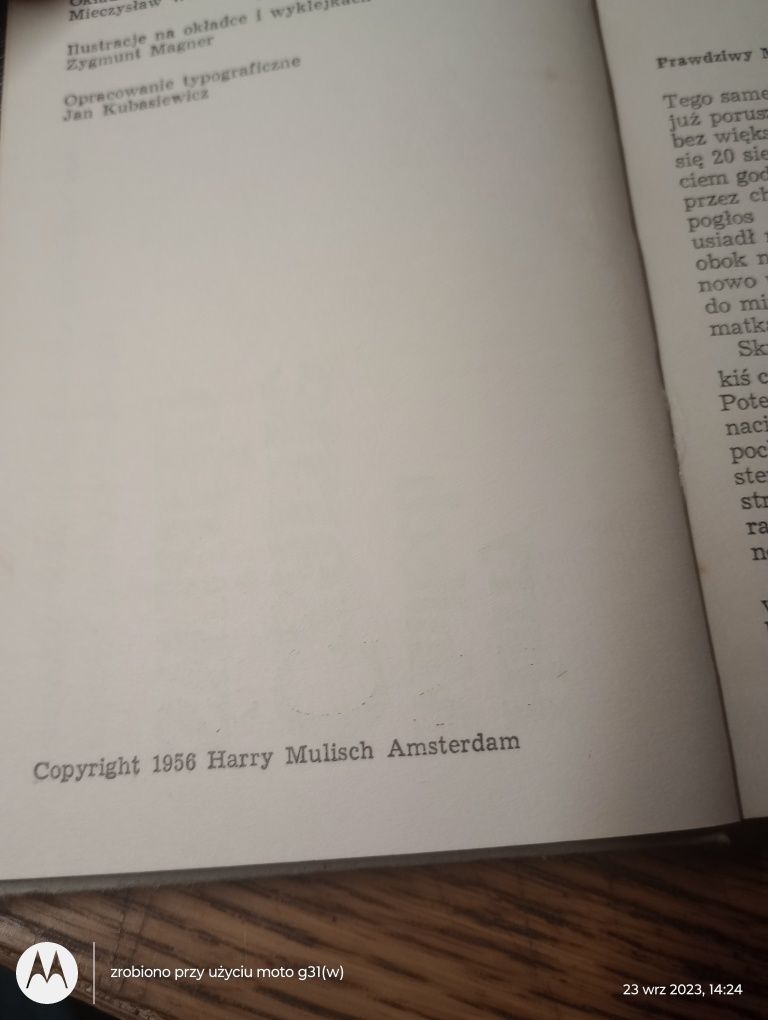 Mieczysław
Ilustracje na okładce i wyklejkach
Zygmunt Magner
Opracowanie typograficzne
Jan Kubasiewicz
Copyright 1956 Harry Mulisch Amsterdam
Prawdziwy
Tego same
już porusz
bez więks
się 20 sie
ciem god
przez ch
pogłos
usiadł
obok n
nowo
do mi
matk
Sk
kiś c
Pote
naci
poc
ste
str
ra
n
zrobiono przy użyciu moto g31(w)
23 wrz 2023, 14:24